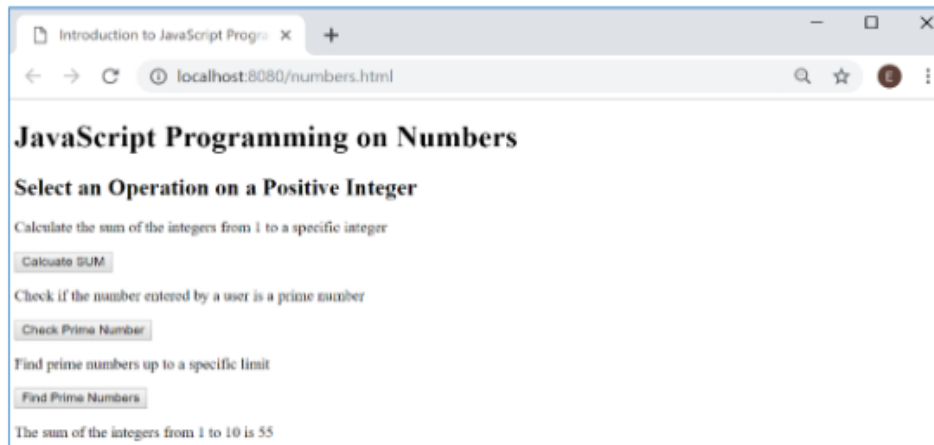 Introduction to JavaScript Progra
localhost:8080/numbers.html
E
JavaScript Programming on Numbers
Select an Operation on a Positive Integer
Calculate the sum of the integers from 1 to a specific integer
Calcuate SUM
Check if the number entered by a user is a prime number
Check Prime Number
Find prime numbers up to a specific limit
Find Prime Numbers
The sum of the integers from 1 to 10 is 55